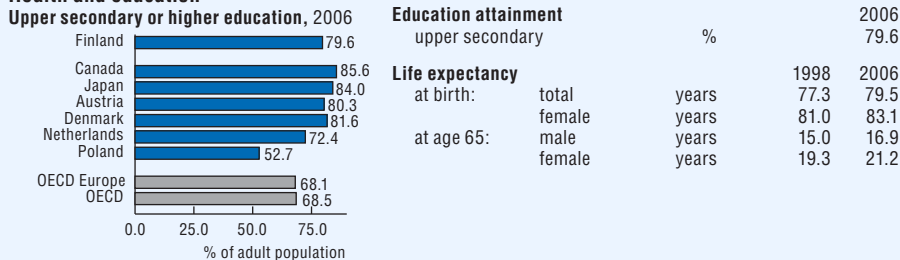 Health and education
Upper secondary or higher education, 2006
Finland 79.6
Canada 85.6
Japan 84.0
Austria 80.3
Denmark 81.6
Netherlands 72.4
Poland 52.7
OECD Europe 68.1
OECD 68.5
0.0 25.0 50.0 75.0
% of adult population
Education attainment 2006
upper secondary % 79.6
Life expectancy 1998 2006
at birth: total years 77.3 79.5
female years 81.0 83.1
at age 65: male years 15.0 16.9
female years 19.3 21.2